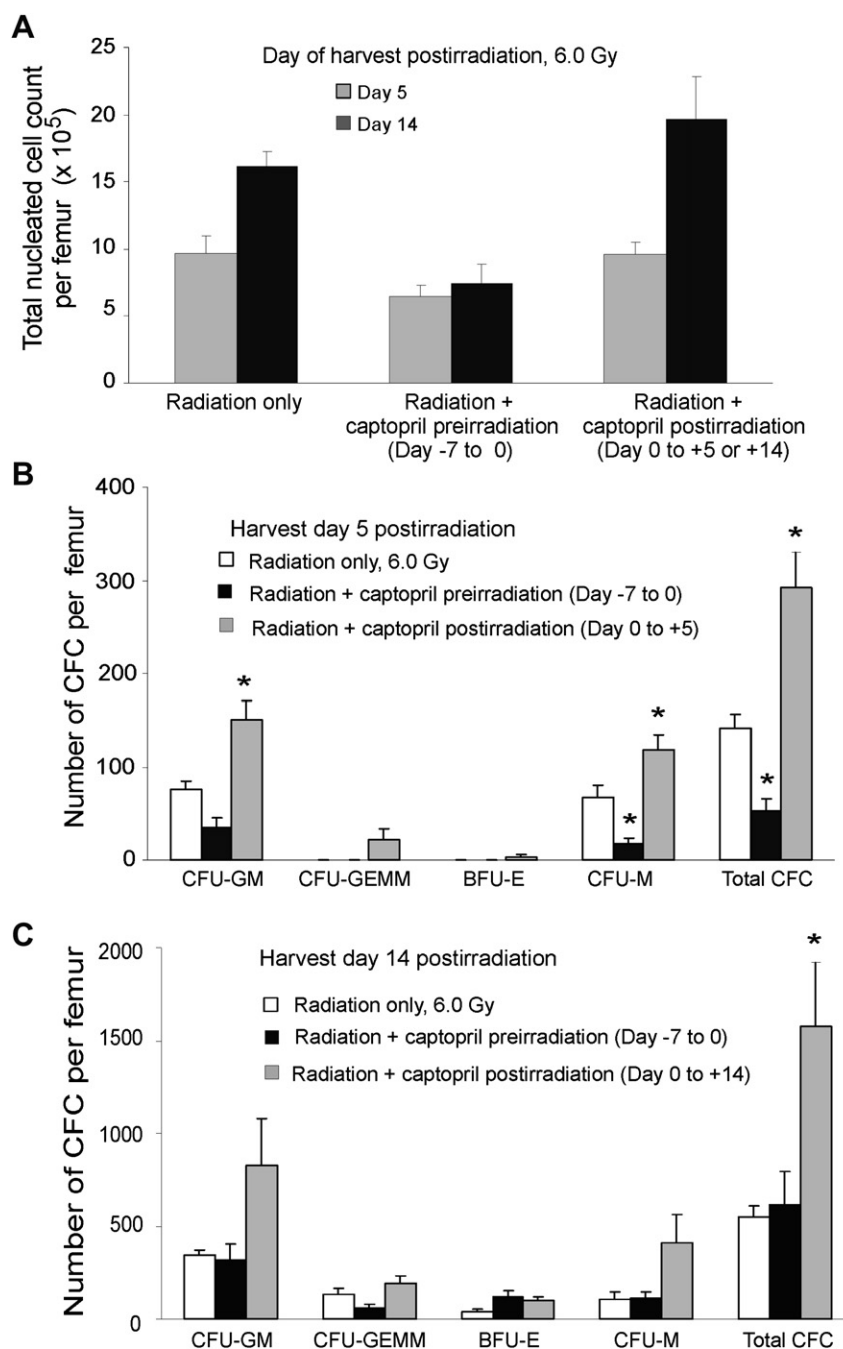 A
Day of harvest postirradiation, 6.0 Gy
Day 5
Day 14
Total nucleated cell count
per femur (x 10⁵)
25
20
15
10
5
0
Radiation only
Radiation +
captopril preirradiation
(Day -7 to 0)
Radiation +
captopril postirradiation
(Day 0 to +5 or +14)
B
Harvest day 5 postirradiation
Radiation only, 6.0 Gy
Radiation + captopril preirradiation (Day -7 to 0)
Radiation + captopril postirradiation (Day 0 to +5)
Number of CFC per femur
400
300
200
100
0
*
*
*
*
*
CFU-GM
CFU-GEMM
BFU-E
CFU-M
Total CFC
C
Harvest day 14 postirradiation
Radiation only, 6.0 Gy
Radiation + captopril preirradiation (Day -7 to 0)
Radiation + captopril postirradiation (Day 0 to +14)
Number of CFC per femur
2000
1500
1000
500
0
*
CFU-GM
CFU-GEMM
BFU-E
CFU-M
Total CFC